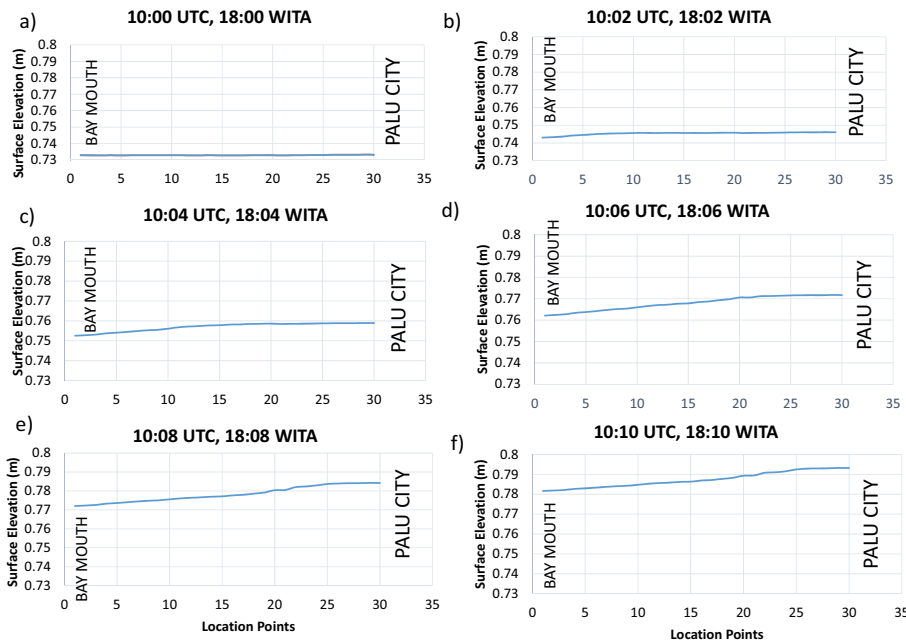 a)
10:00 UTC, 18:00 WITA
Surface Elevation (m)
0.8
0.79
0.78
0.77
0.76
0.75
0.74
0.73
BAY MOUTH
PALU CITY
0 5 10 15 20 25 30 35
b)
10:02 UTC, 18:02 WITA
Surface Elevation (m)
0.8
0.79
0.78
0.77
0.76
0.75
0.74
0.73
BAY MOUTH
PALU CITY
0 5 10 15 20 25 30 35
c)
10:04 UTC, 18:04 WITA
Surface Elevation (m)
0.8
0.79
0.78
0.77
0.76
0.75
0.74
0.73
BAY MOUTH
PALU CITY
0 5 10 15 20 25 30 35
d)
10:06 UTC, 18:06 WITA
Surface Elevation (m)
0.8
0.79
0.78
0.77
0.76
0.75
0.74
0.73
BAY MOUTH
PALU CITY
0 5 10 15 20 25 30 35
e)
10:08 UTC, 18:08 WITA
Surface Elevation (m)
0.8
0.79
0.78
0.77
0.76
0.75
0.74
0.73
BAY MOUTH
PALU CITY
0 5 10 15 20 25 30 35
Location Points
f)
10:10 UTC, 18:10 WITA
Surface Elevation (m)
0.8
0.79
0.78
0.77
0.76
0.75
0.74
0.73
BAY MOUTH
PALU CITY
0 5 10 15 20 25 30 35
Location Points